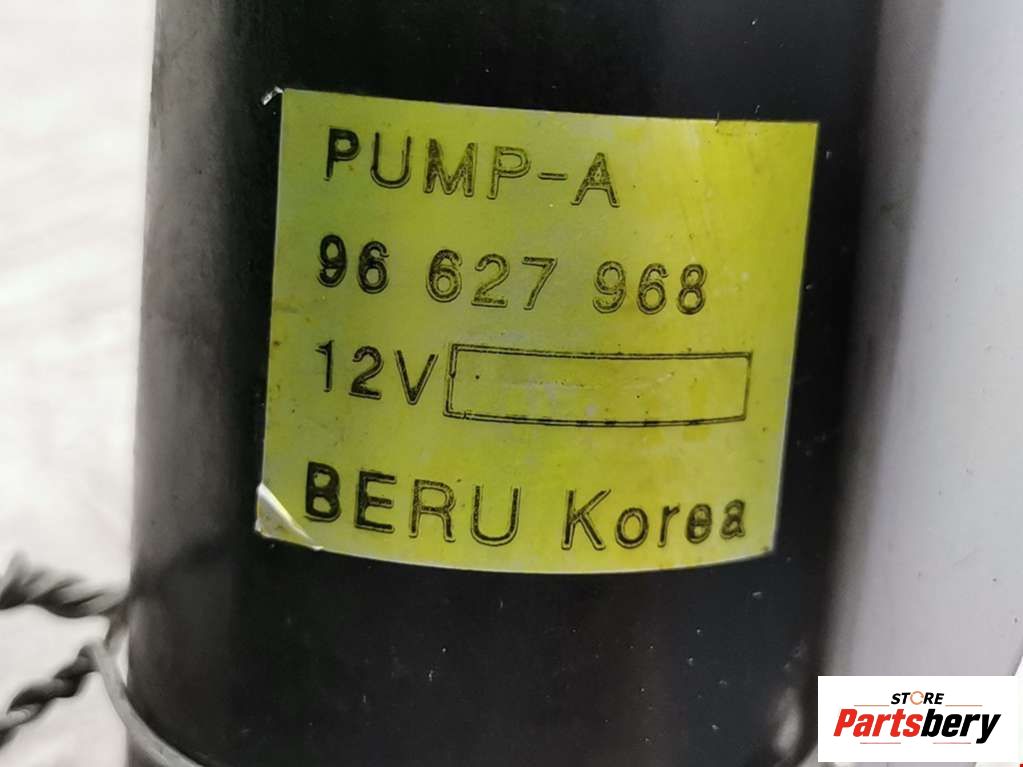 PUMP-A
96 627 968
12V
BERU Korea
STORE
Partsbery